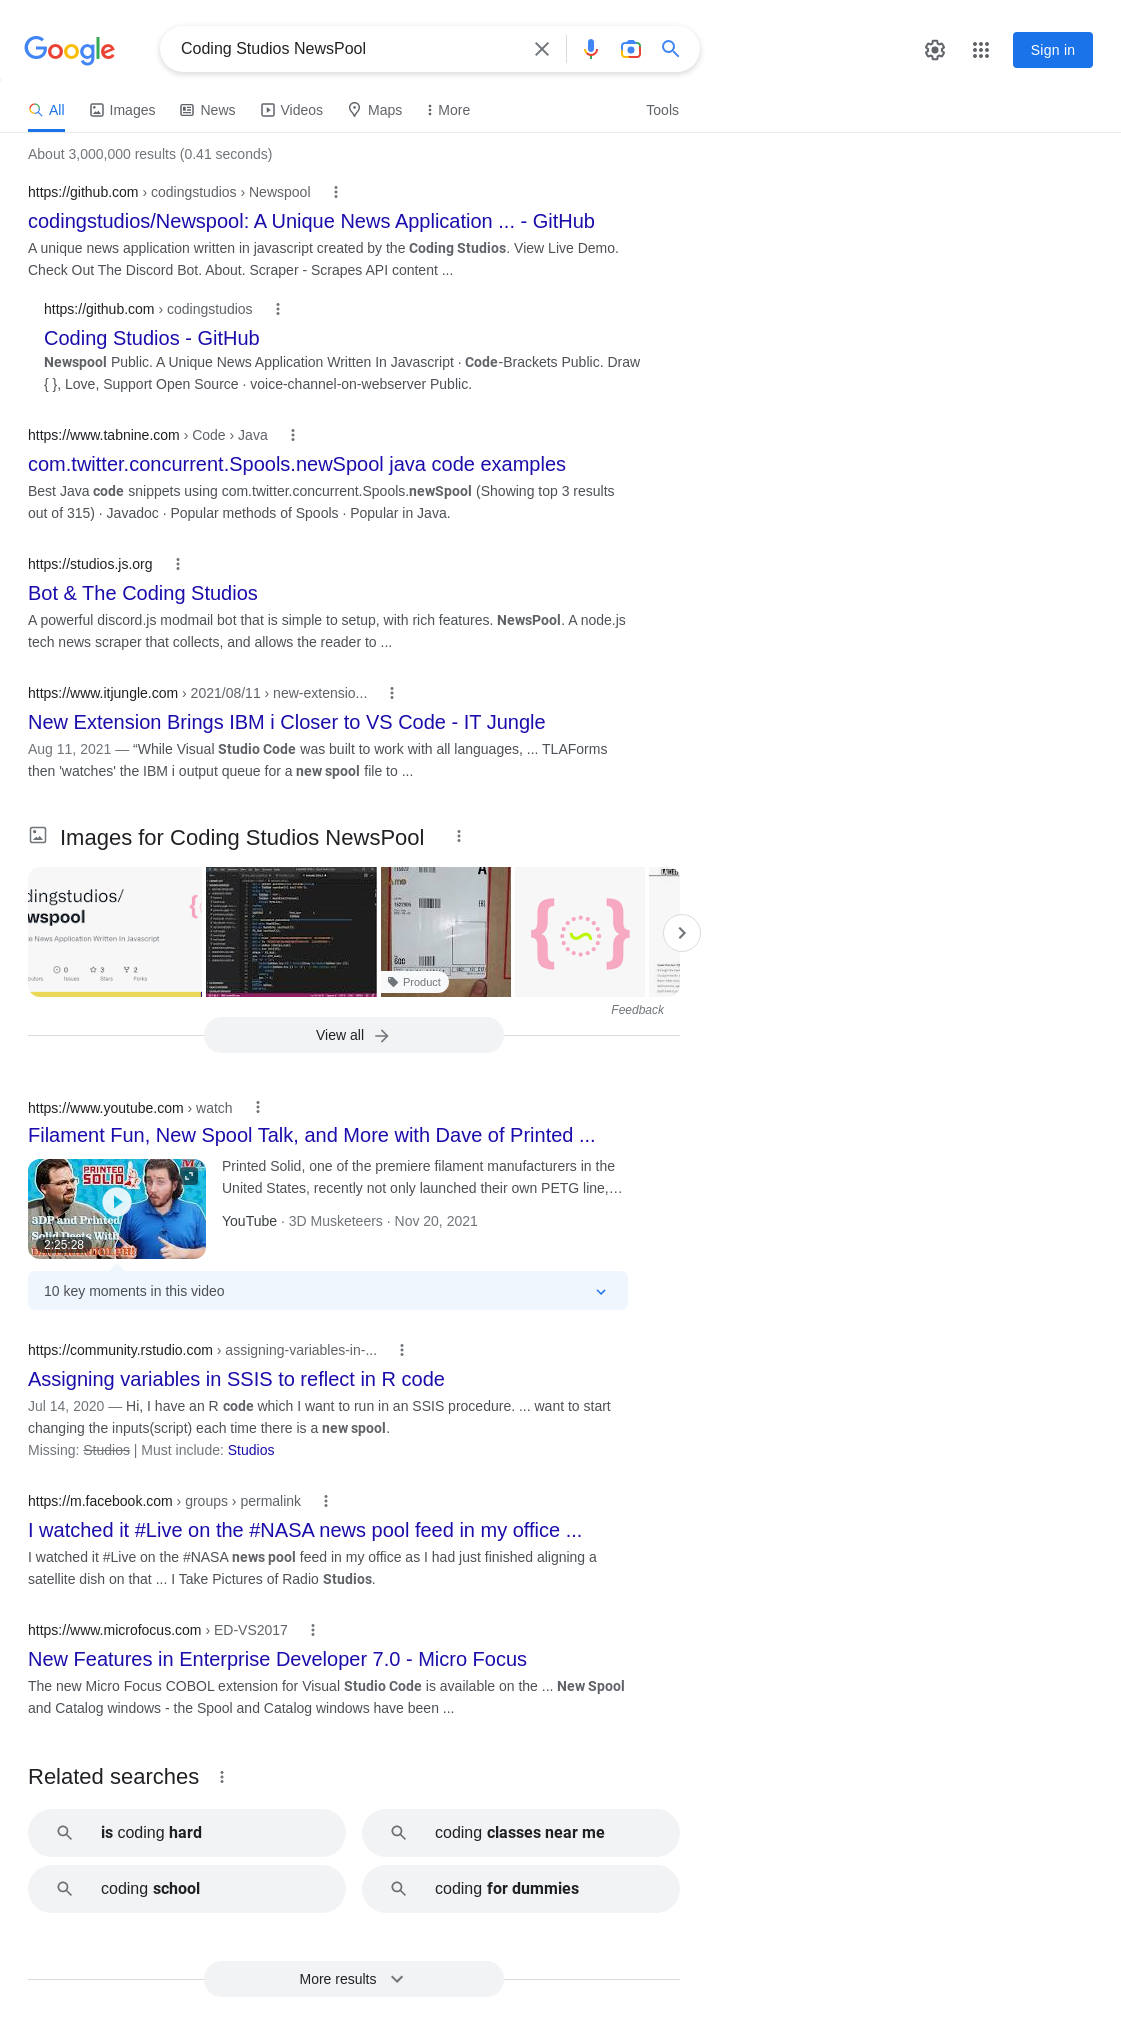 Google
Coding Studios NewsPool
Sign in
All
Images
News
Videos
Maps
More
Tools
About 3,000,000 results (0.41 seconds)
https://github.com › codingstudios › Newspool
codingstudios/Newspool: A Unique News Application ... - GitHub
A unique news application written in javascript created by the Coding Studios. View Live Demo.
Check Out The Discord Bot. About. Scraper - Scrapes API content ...
https://github.com › codingstudios
Coding Studios - GitHub
Newspool Public. A Unique News Application Written In Javascript · Code-Brackets Public. Draw
{ }, Love, Support Open Source · voice-channel-on-webserver Public.
https://www.tabnine.com › Code › Java
com.twitter.concurrent.Spools.newSpool java code examples
Best Java code snippets using com.twitter.concurrent.Spools.newSpool (Showing top 3 results
out of 315) · Javadoc · Popular methods of Spools · Popular in Java.
https://studios.js.org
Bot & The Coding Studios
A powerful discord.js modmail bot that is simple to setup, with rich features. NewsPool. A node.js
tech news scraper that collects, and allows the reader to ...
https://www.itjungle.com › 2021/08/11 › new-extensio...
New Extension Brings IBM i Closer to VS Code - IT Jungle
Aug 11, 2021 — “While Visual Studio Code was built to work with all languages, ... TLAForms
then 'watches' the IBM i output queue for a new spool file to ...
Images for Coding Studios NewsPool
dingstudios/
wspool
e News Application Written In Javascript
0 3 2
utors Issues Stars Forks
Product
Feedback
View all
https://www.youtube.com › watch
Filament Fun, New Spool Talk, and More with Dave of Printed ...
PRINTED
SOLID
3DP and Printed
Solid Deets With
2:25:28
Printed Solid, one of the premiere filament manufacturers in the
United States, recently not only launched their own PETG line,…
YouTube · 3D Musketeers · Nov 20, 2021
10 key moments in this video
https://community.rstudio.com › assigning-variables-in-...
Assigning variables in SSIS to reflect in R code
Jul 14, 2020 — Hi, I have an R code which I want to run in an SSIS procedure. ... want to start
changing the inputs(script) each time there is a new spool.
Missing: Studios | Must include: Studios
https://m.facebook.com › groups › permalink
I watched it #Live on the #NASA news pool feed in my office ...
I watched it #Live on the #NASA news pool feed in my office as I had just finished aligning a
satellite dish on that ... I Take Pictures of Radio Studios.
https://www.microfocus.com › ED-VS2017
New Features in Enterprise Developer 7.0 - Micro Focus
The new Micro Focus COBOL extension for Visual Studio Code is available on the ... New Spool
and Catalog windows - the Spool and Catalog windows have been ...
Related searches
is coding hard
coding classes near me
coding school
coding for dummies
More results